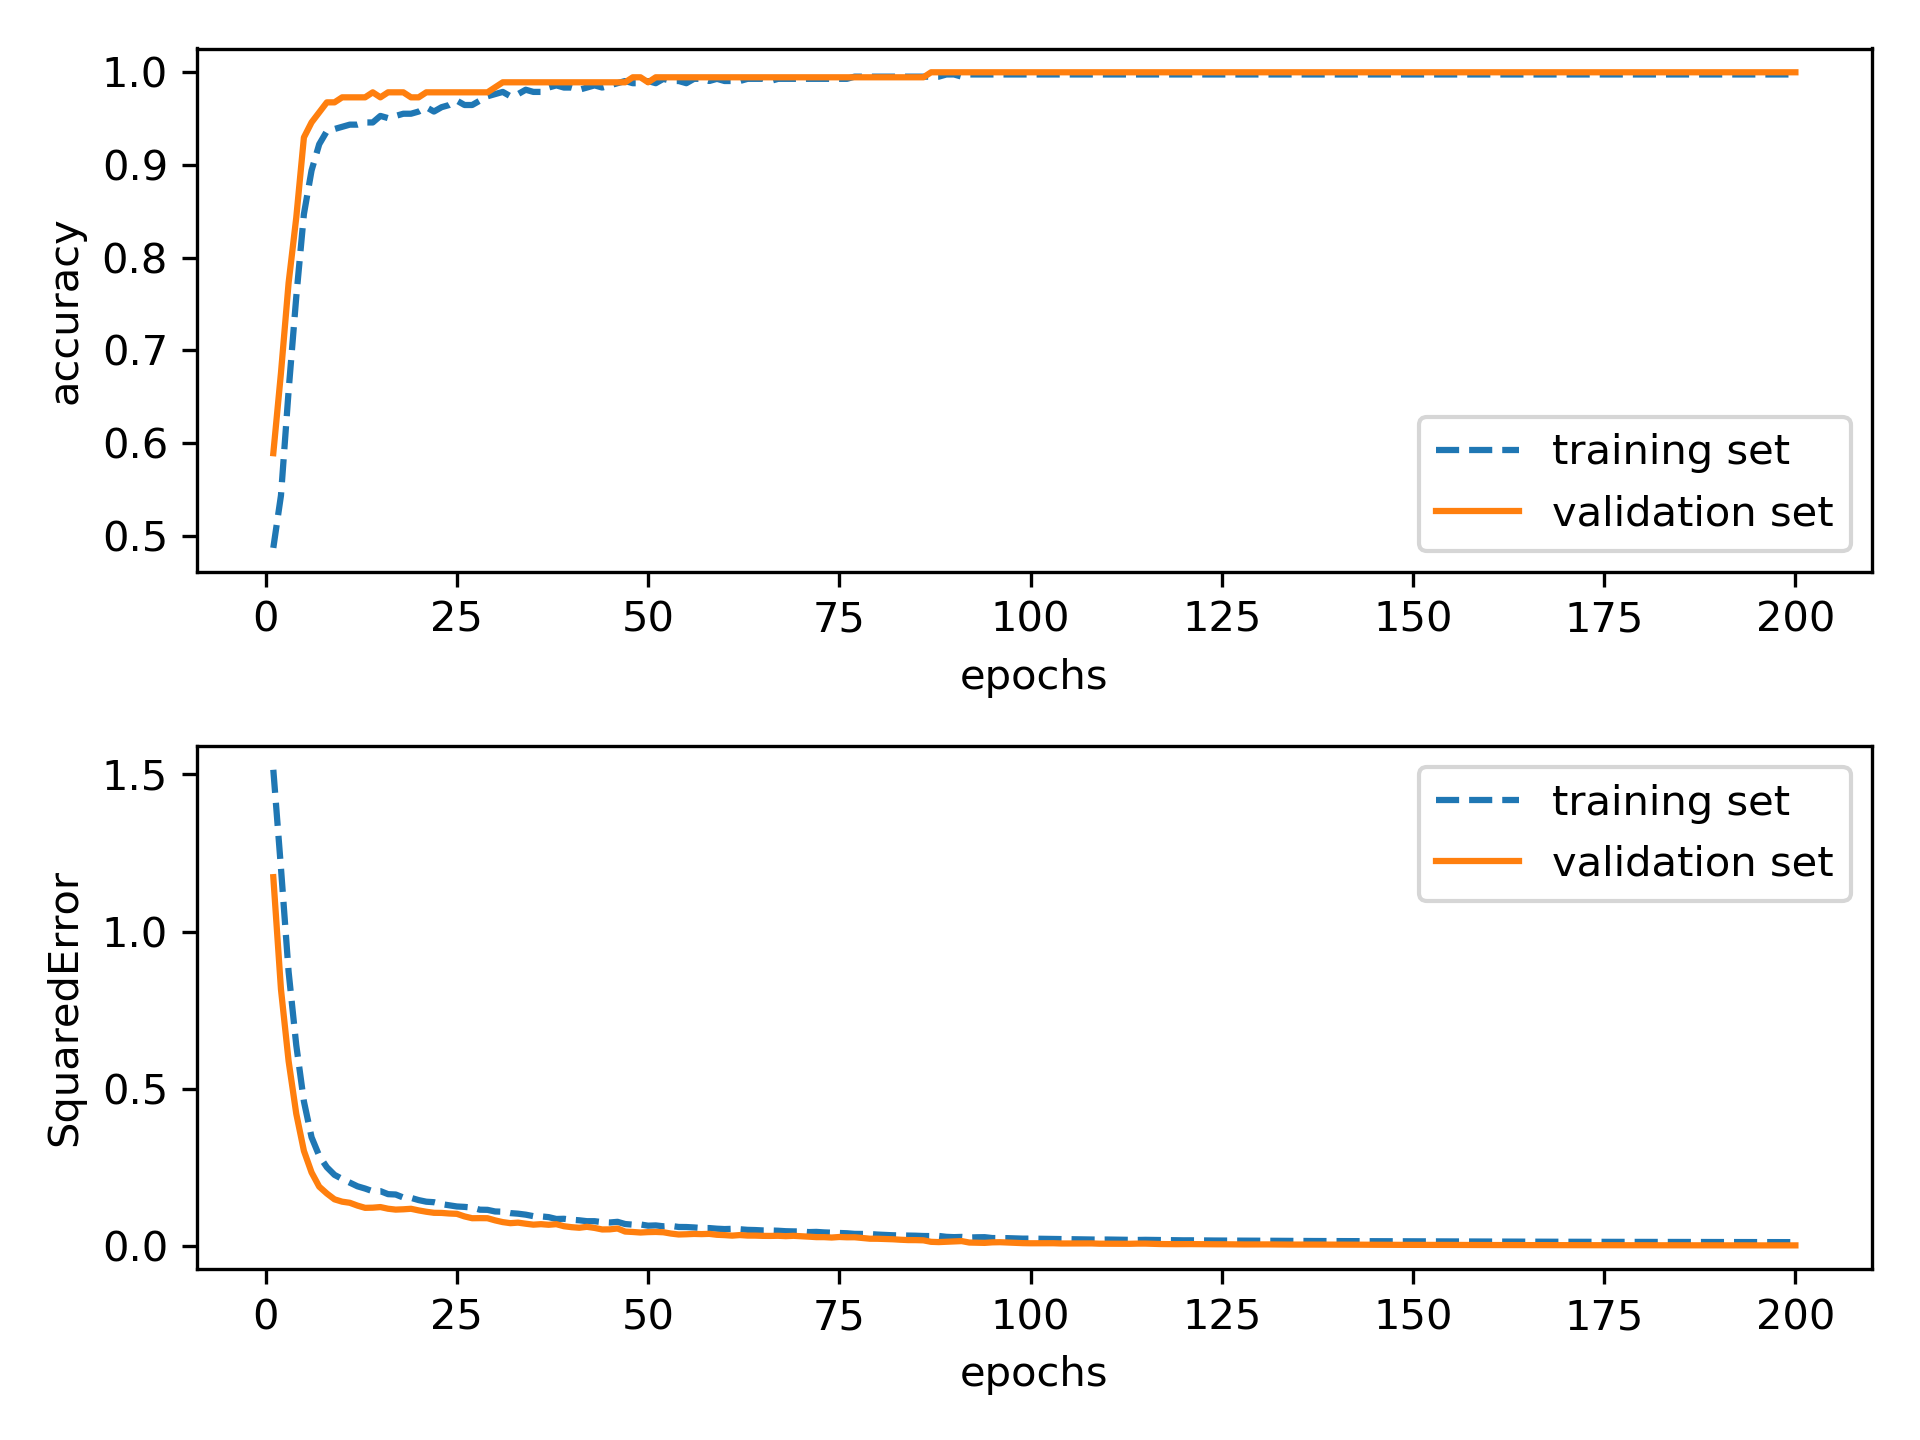 accuracy
1.0
0.9
0.8
0.7
0.6
0.5
training set
validation set
0 25 50 75 100 125 150 175 200
epochs
SquaredError
1.5
1.0
0.5
0.0
training set
validation set
0 25 50 75 100 125 150 175 200
epochs